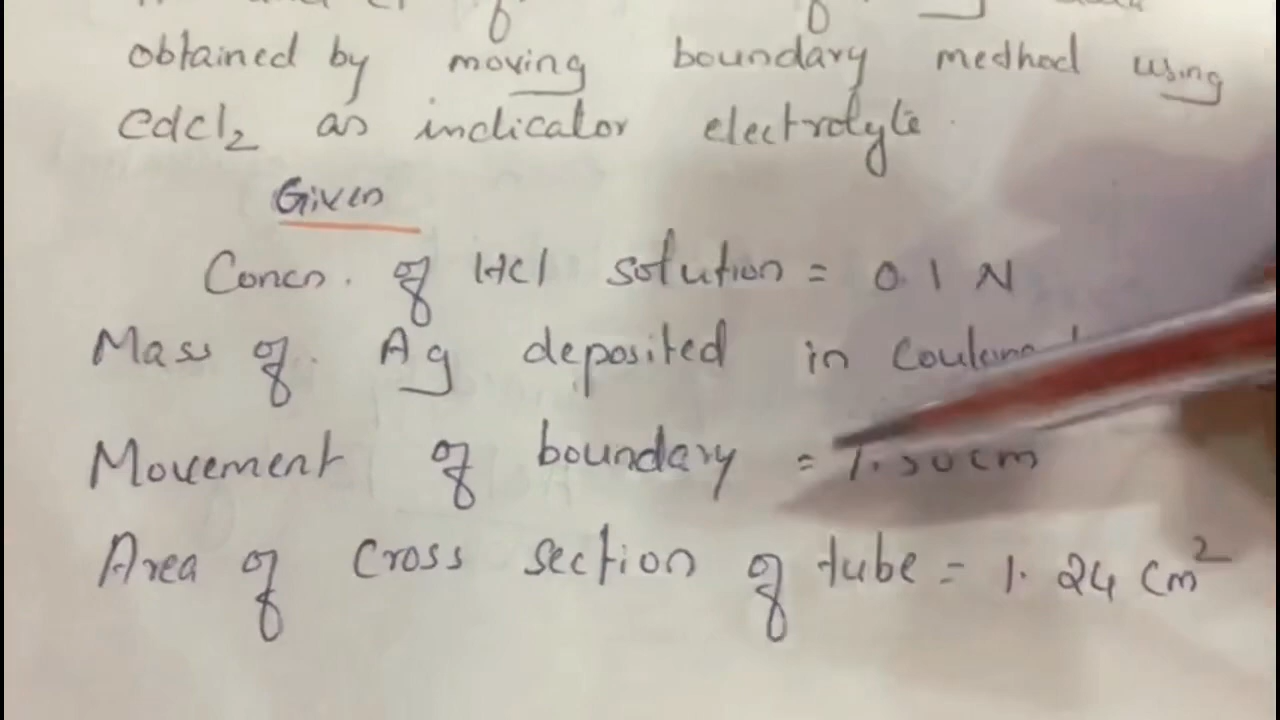 obtained by moving boundary method using
CdCl2 as indicator electrolyte.
Given
Concn. of HCl solution = 0.1 N
Mass of Ag deposited in
Movement of boundary = cm
Area of cross section of tube = 1.24 cm²